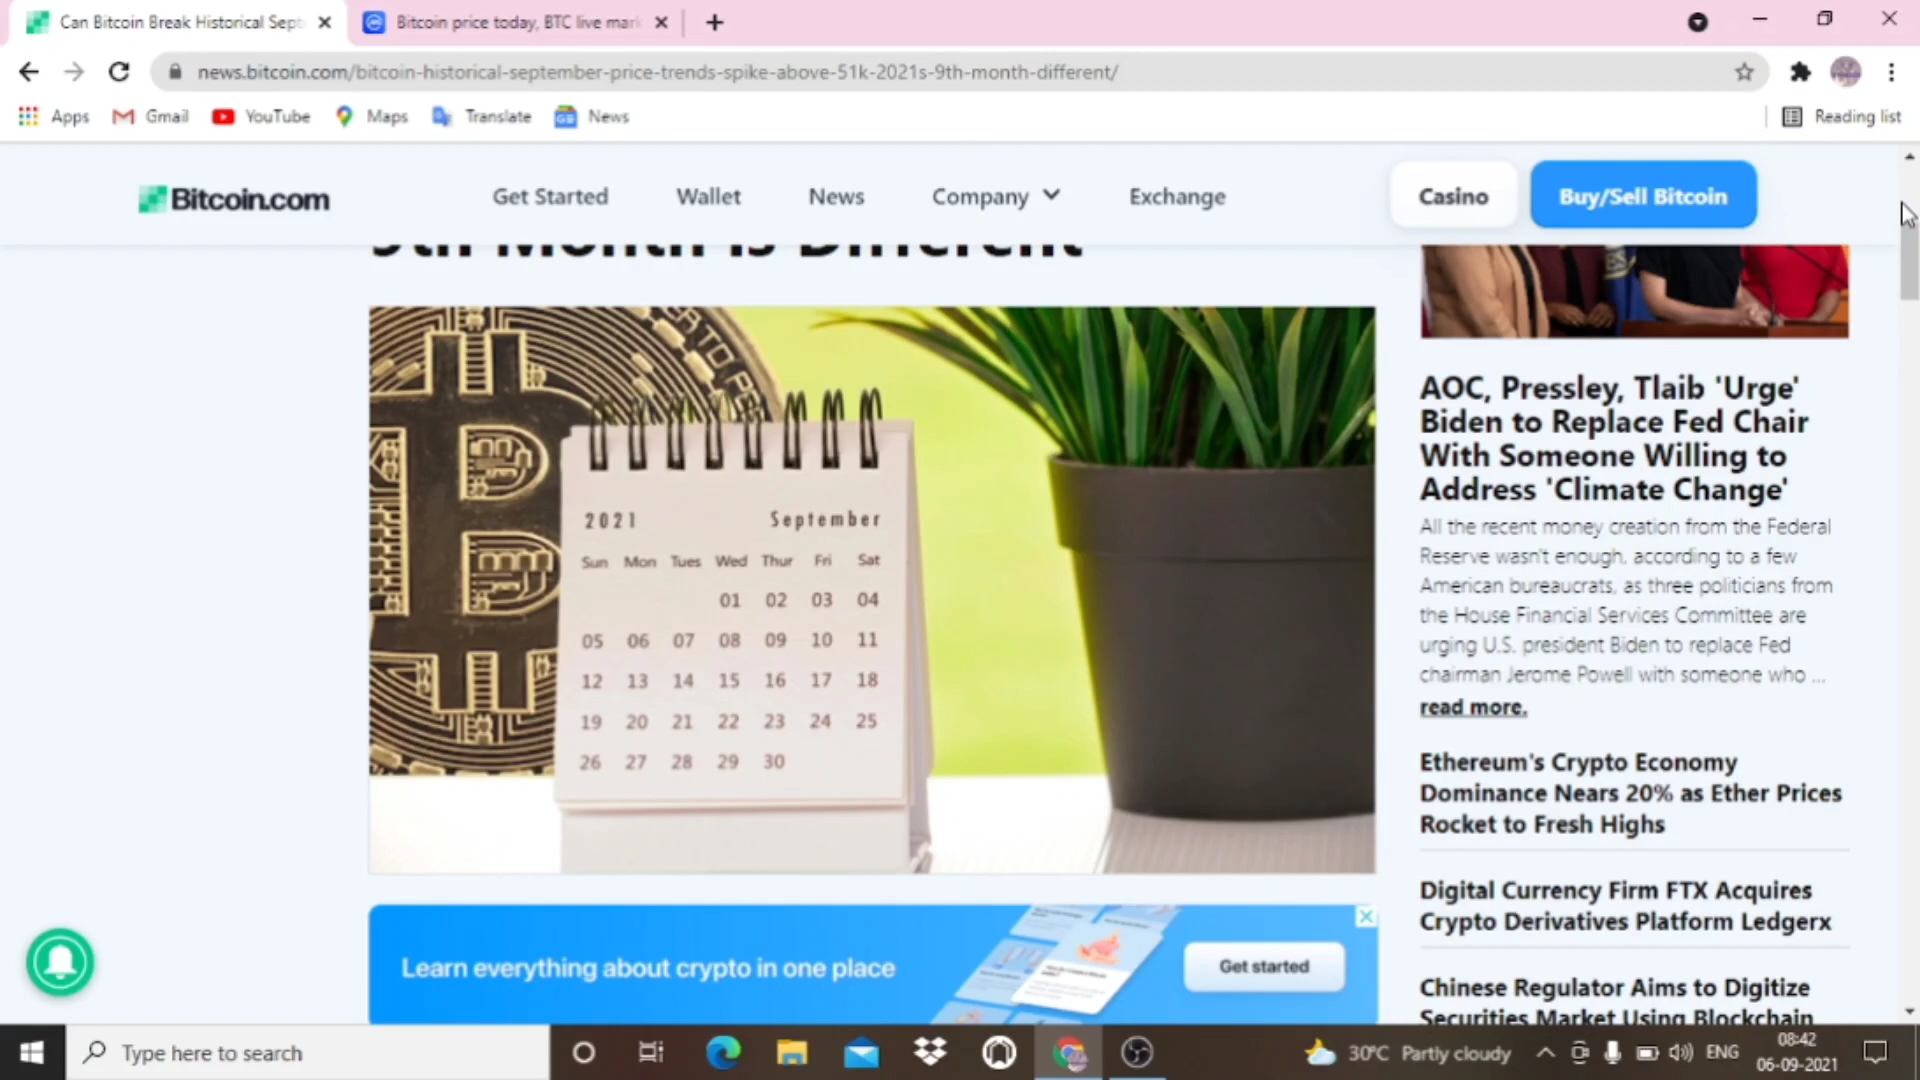 Can Bitcoin Break Historical Sept
Bitcoin price today, BTC live mark
news.bitcoin.com/bitcoin-historical-september-price-trends-spike-above-51k-2021s-9th-month-different/
Apps
Gmail
YouTube
Maps
Translate
News
Reading list
Bitcoin.com
Get Started
Wallet
News
Company
Exchange
Casino
Buy/Sell Bitcoin
9th Month is Different
2021 September
Sun Mon Tues Wed Thur Fri Sat
01 02 03 04
05 06 07 08 09 10 11
12 13 14 15 16 17 18
19 20 21 22 23 24 25
26 27 28 29 30
Learn everything about crypto in one place
Get started
AOC, Pressley, Tlaib 'Urge'
Biden to Replace Fed Chair
With Someone Willing to
Address 'Climate Change'
All the recent money creation from the Federal
Reserve wasn't enough, according to a few
American bureaucrats, as three politicians from
the House Financial Services Committee are
urging U.S. president Biden to replace Fed
chairman Jerome Powell with someone who ...
read more.
Ethereum's Crypto Economy
Dominance Nears 20% as Ether Prices
Rocket to Fresh Highs
Digital Currency Firm FTX Acquires
Crypto Derivatives Platform Ledgerx
Chinese Regulator Aims to Digitize
Securities Market Using Blockchain
Type here to search
30°C Partly cloudy
ENG
08:42
06-09-2021